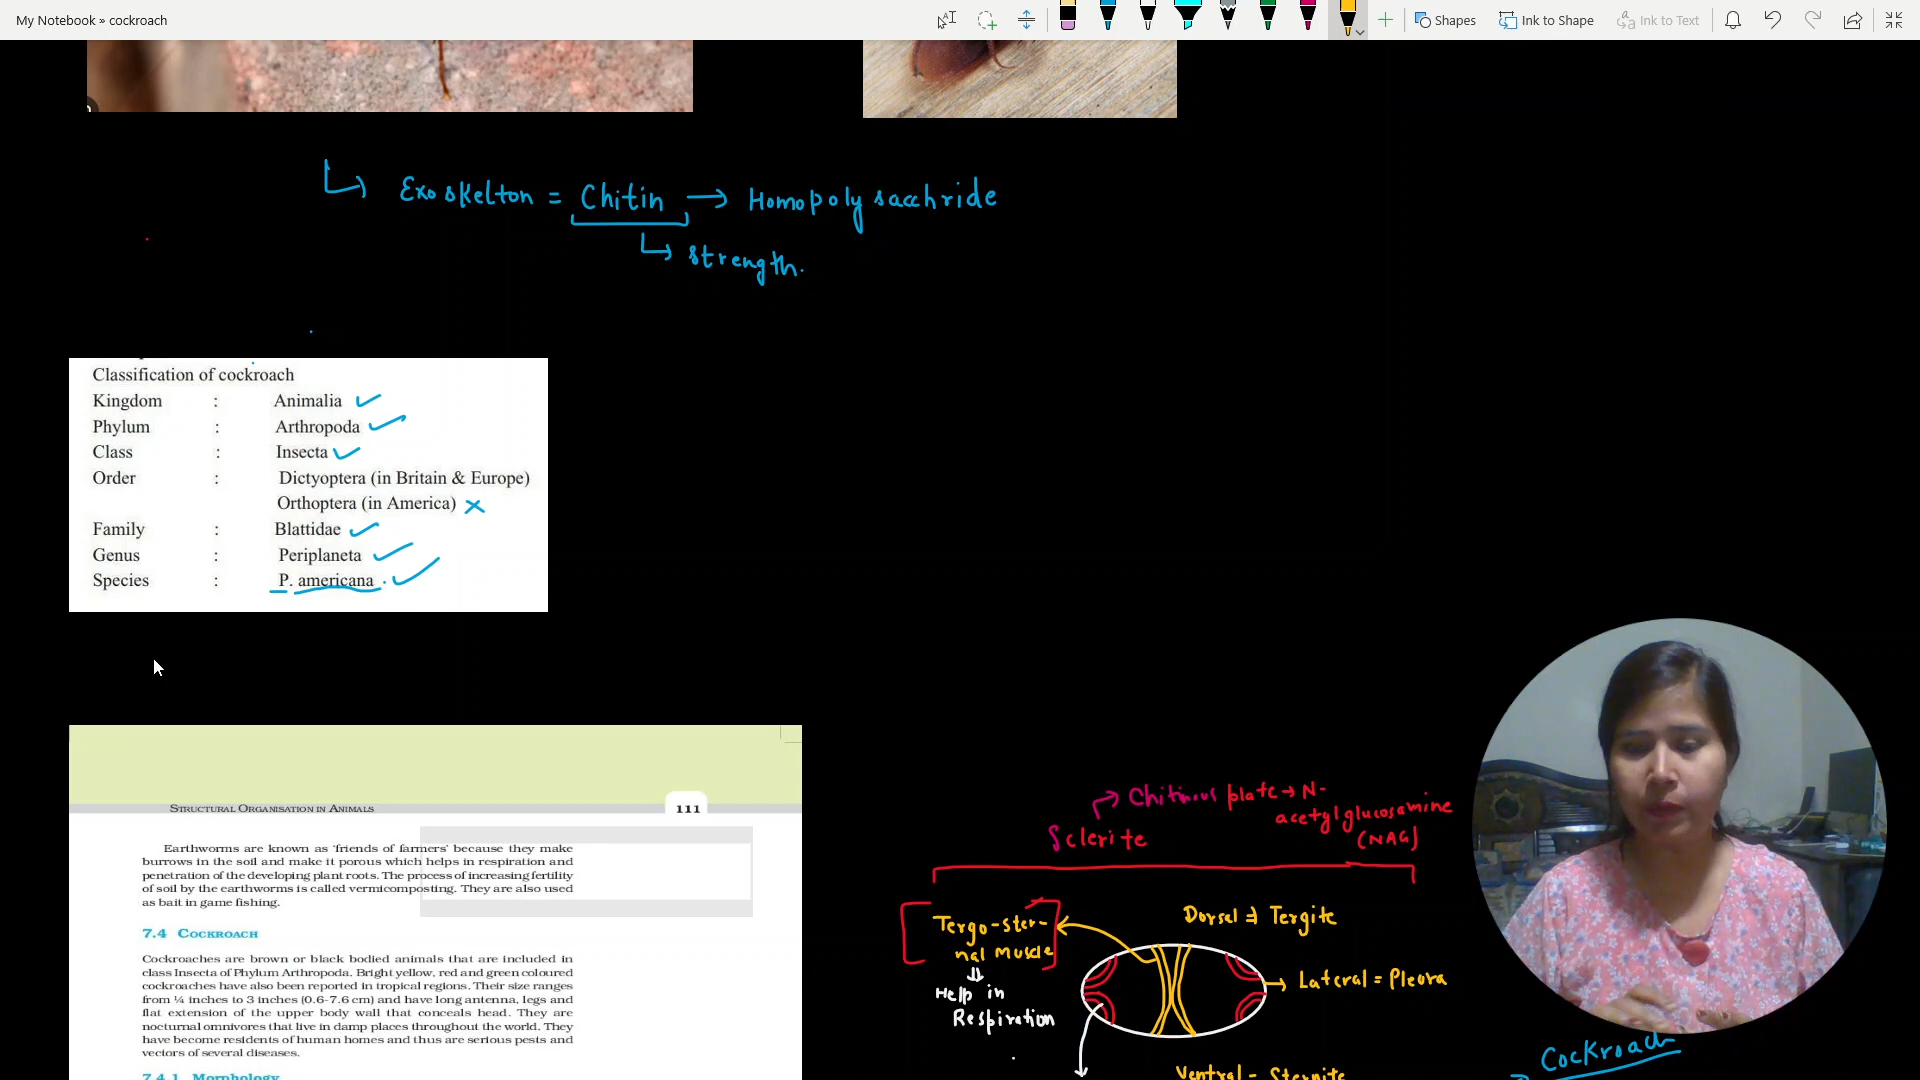 My Notebook » cockroach
Shapes
Ink to Shape
Ink to Text
Exoskelton = Chitin → Homopolysacchride
↳ strength.
Classification of cockroach
Kingdom : Animalia ✓
Phylum : Arthropoda ✓
Class : Insecta ✓
Order : Dictyoptera (in Britain & Europe)
Orthoptera (in America) ×
Family : Blattidae ✓
Genus : Periplaneta ✓
Species : P. americana ✓
STRUCTURAL ORGANISATION IN ANIMALS 111
Earthworms are known as 'friends of farmers' because they make
burrows in the soil and make it porous which helps in respiration and
penetration of the developing plant roots. The process of increasing fertility
of soil by the earthworms is called vermicomposting. They are also used
as bait in game fishing.
7.4 COCKROACH
Cockroaches are brown or black bodied animals that are included in
class Insecta of Phylum Arthropoda. Bright yellow, red and green coloured
cockroaches have also been reported in tropical regions. Their size ranges
from ¼ inches to 3 inches (0.6-7.6 cm) and have long antenna, legs and
flat extension of the upper body wall that conceals head. They are
nocturnal omnivores that live in damp places throughout the world. They
have become residents of human homes and thus are serious pests and
vectors of several diseases.
7.4.1 Morphology
Chitinous plate → N-
acetylglucosamine
(NAG)
Sclerite
Tergo-ster-
nal muscle
⇓
Help in
Respiration
Dorsal ⇒ Tergite
→ Lateral = Pleura
Ventral - Sternite
Cockroach